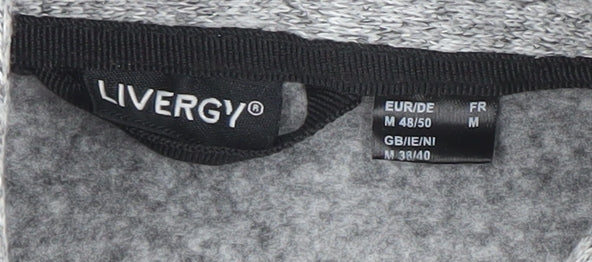 LIVERGY®
EUR/DE FR
M 48/50 M
GB/IE/NI
M 38/40